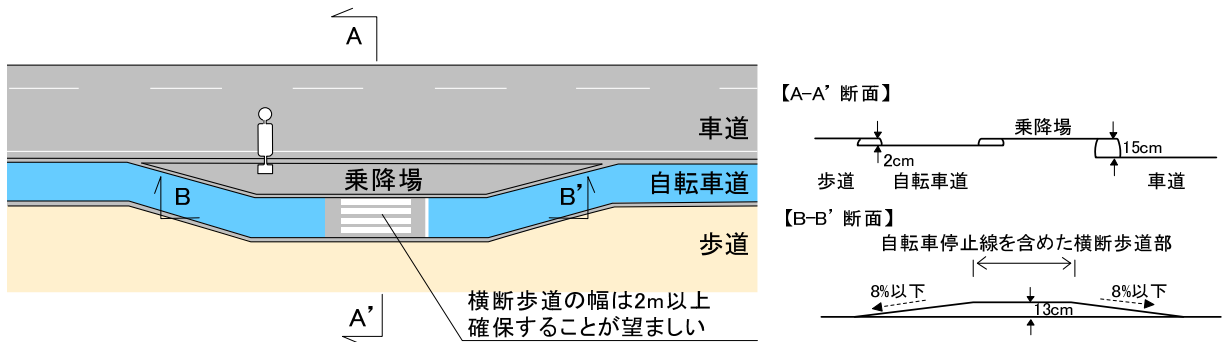 A
車道
乗降場
自転車道
B
B’
歩道
A’
横断歩道の幅は2m以上
確保することが望ましい
【A−A’ 断面】
乗降場
15cm
2cm
歩道
自転車道
車道
【B−B’ 断面】
自転車停止線を含めた横断歩道部
8%以下
8%以下
13cm